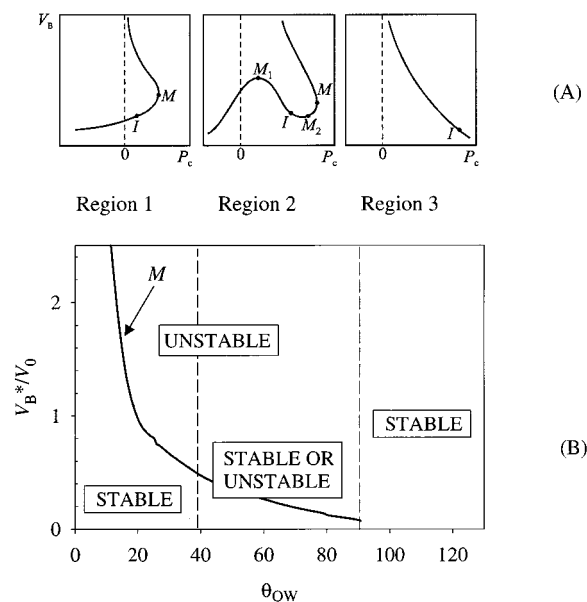 V_B
M
I
0
P_c
M_1
M
I
M_2
0
P_c
I
0
P_c
(A)
Region 1
Region 2
Region 3
2
1
0
V_B*/V_0
M
UNSTABLE
STABLE OR
UNSTABLE
STABLE
STABLE
(B)
0 20 40 60 80 100 120
θ_OW